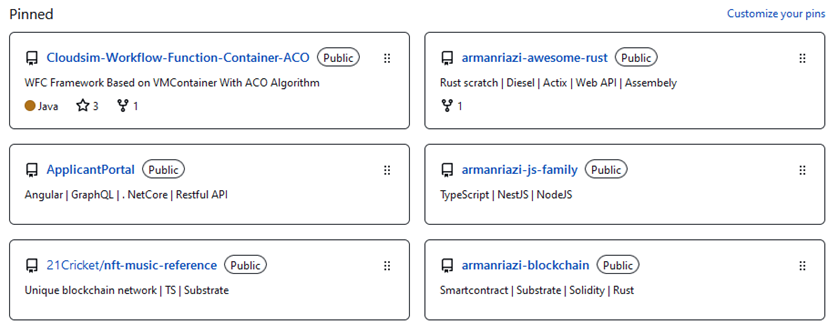 Pinned
Customize your pins
Cloudsim-Workflow-Function-Container-ACO Public
WFC Framework Based on VMContainer With ACO Algorithm
Java 3 1
armanriazi-awesome-rust Public
Rust scratch | Diesel | Actix | Web API | Assembely
1
ApplicantPortal Public
Angular | GraphQL | . NetCore | Restful API
armanriazi-js-family Public
TypeScript | NestJS | NodeJS
21Cricket/nft-music-reference Public
Unique blockchain network | TS | Substrate
armanriazi-blockchain Public
Smartcontract | Substrate | Solidity | Rust